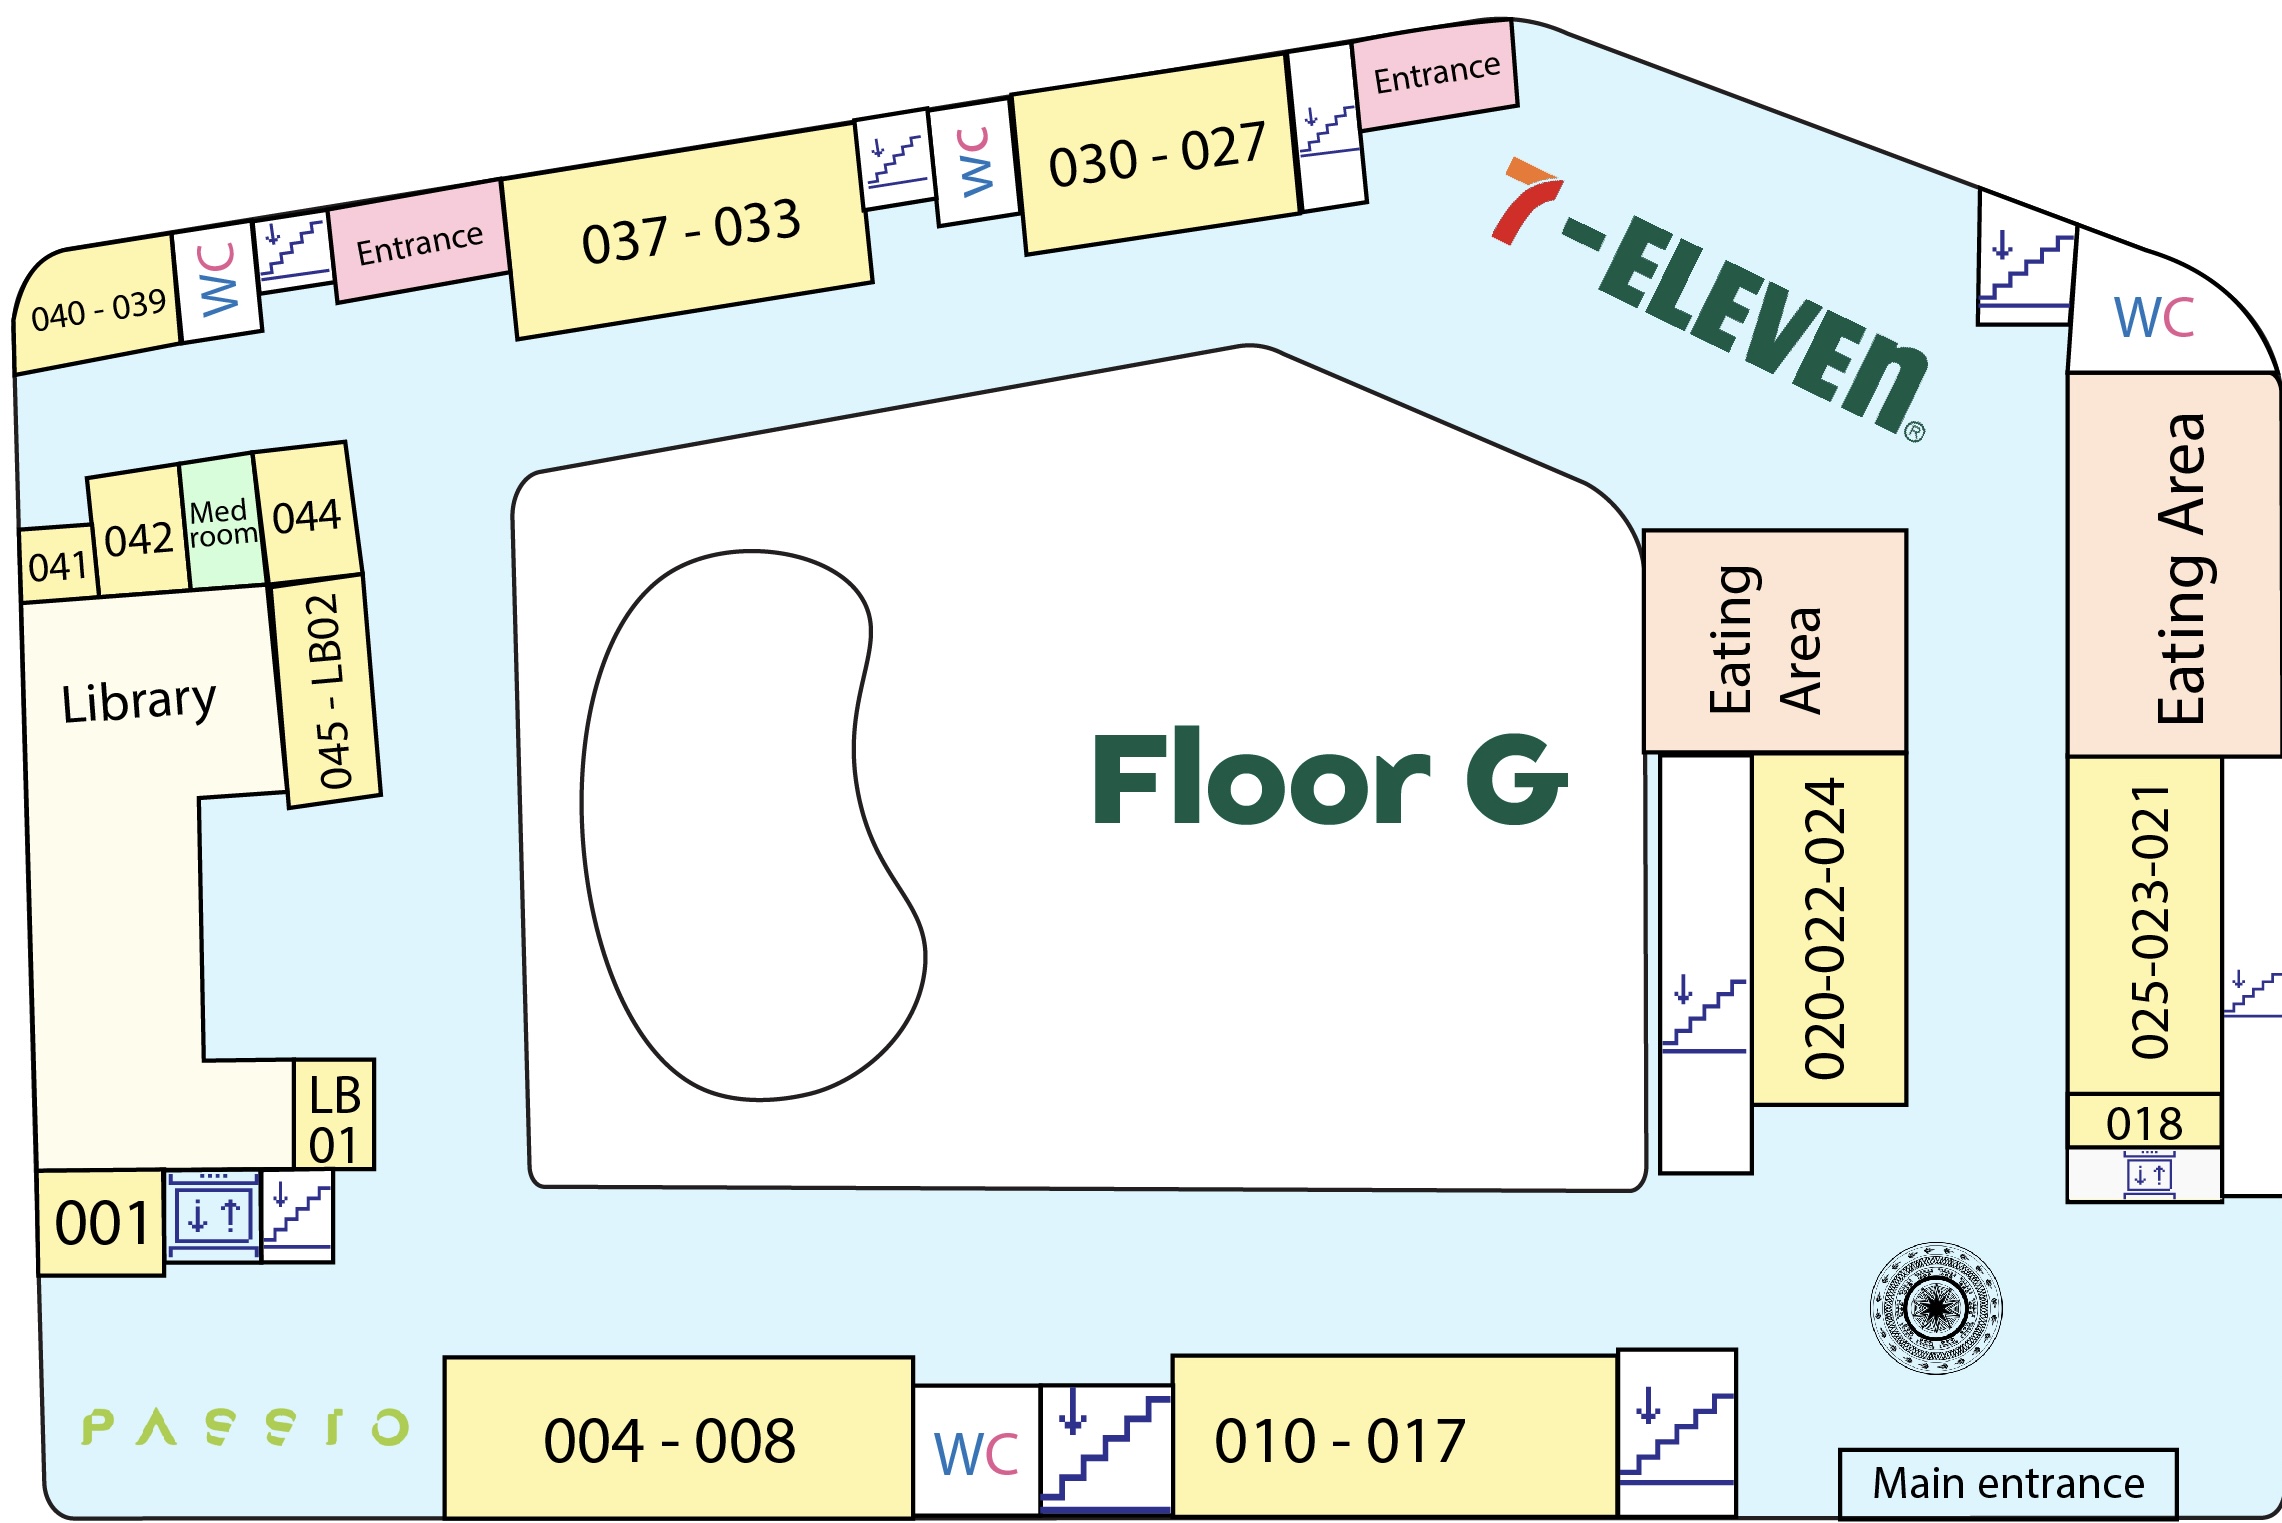 Entrance
030 - 027
WC
037 - 033
Entrance
WC
040 - 039
7-ELEVEn®
WC
Eating Area
044
Med
room
042
041
045 - LB02
Library
Eating
Area
Floor G
020-022-024
025-023-021
018
LB
01
001
PASSIO
004 - 008
WC
010 - 017
Main entrance